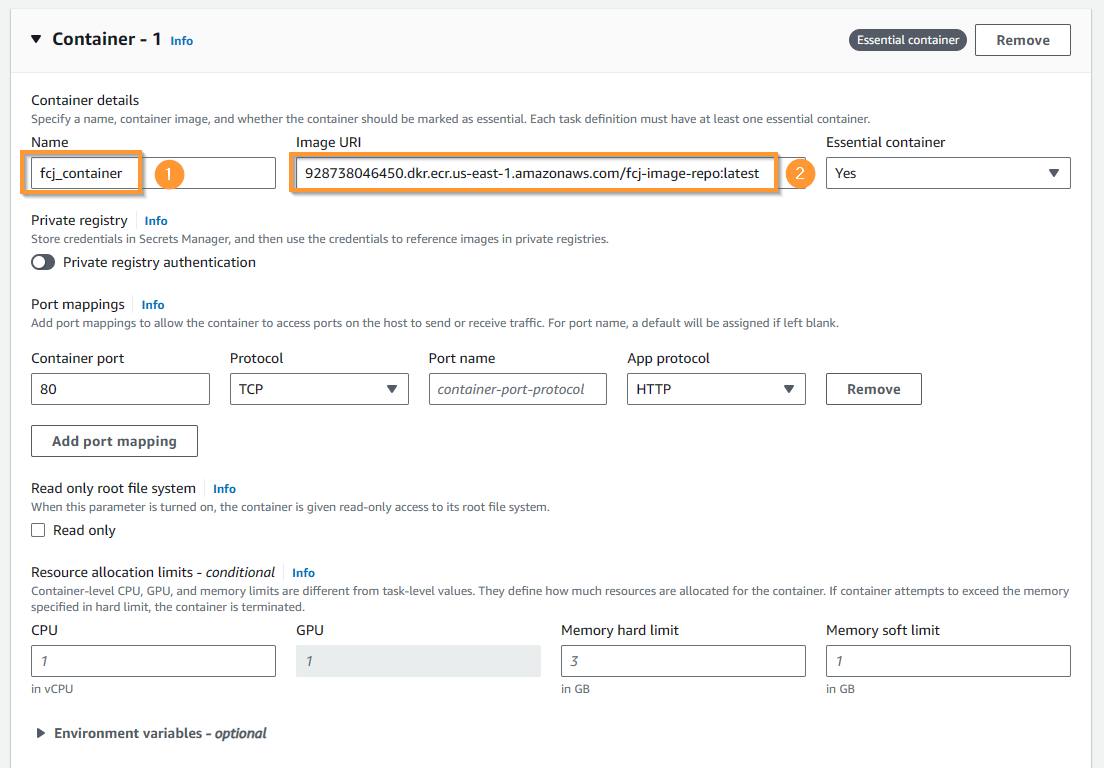 Container - 1 Info Essential container Remove
Container details
Specify a name, container image, and whether the container should be marked as essential. Each task definition must have at least one essential container.
Name Image URI Essential container
fcj_container 1 928738046450.dkr.ecr.us-east-1.amazonaws.com/fcj-image-repo:latest 2 Yes
Private registry Info
Store credentials in Secrets Manager, and then use the credentials to reference images in private registries.
Private registry authentication
Port mappings Info
Add port mappings to allow the container to access ports on the host to send or receive traffic. For port name, a default will be assigned if left blank.
Container port Protocol Port name App protocol
80 TCP container-port-protocol HTTP Remove
Add port mapping
Read only root file system Info
When this parameter is turned on, the container is given read-only access to its root file system.
Read only
Resource allocation limits - conditional Info
Container-level CPU, GPU, and memory limits are different from task-level values. They define how much resources are allocated for the container. If container attempts to exceed the memory
specified in hard limit, the container is terminated.
CPU GPU Memory hard limit Memory soft limit
1 1 3 1
in vCPU in GB in GB
Environment variables - optional